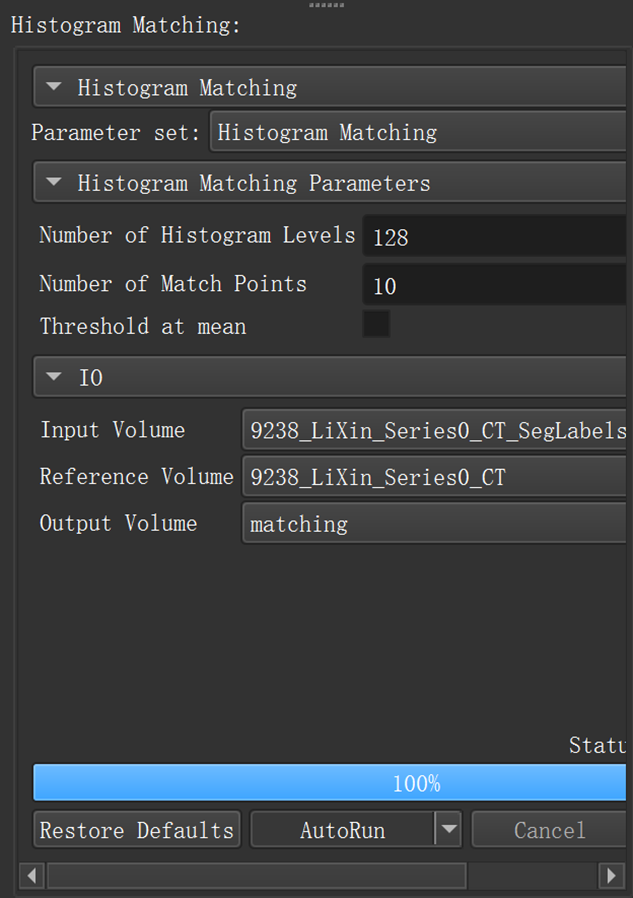 Histogram Matching:
Histogram Matching
Parameter set: Histogram Matching
Histogram Matching Parameters
Number of Histogram Levels 128
Number of Match Points 10
Threshold at mean
IO
Input Volume 9238_LiXin_Series0_CT_SegLabels
Reference Volume 9238_LiXin_Series0_CT
Output Volume matching
Statu
100%
Restore Defaults AutoRun Cancel